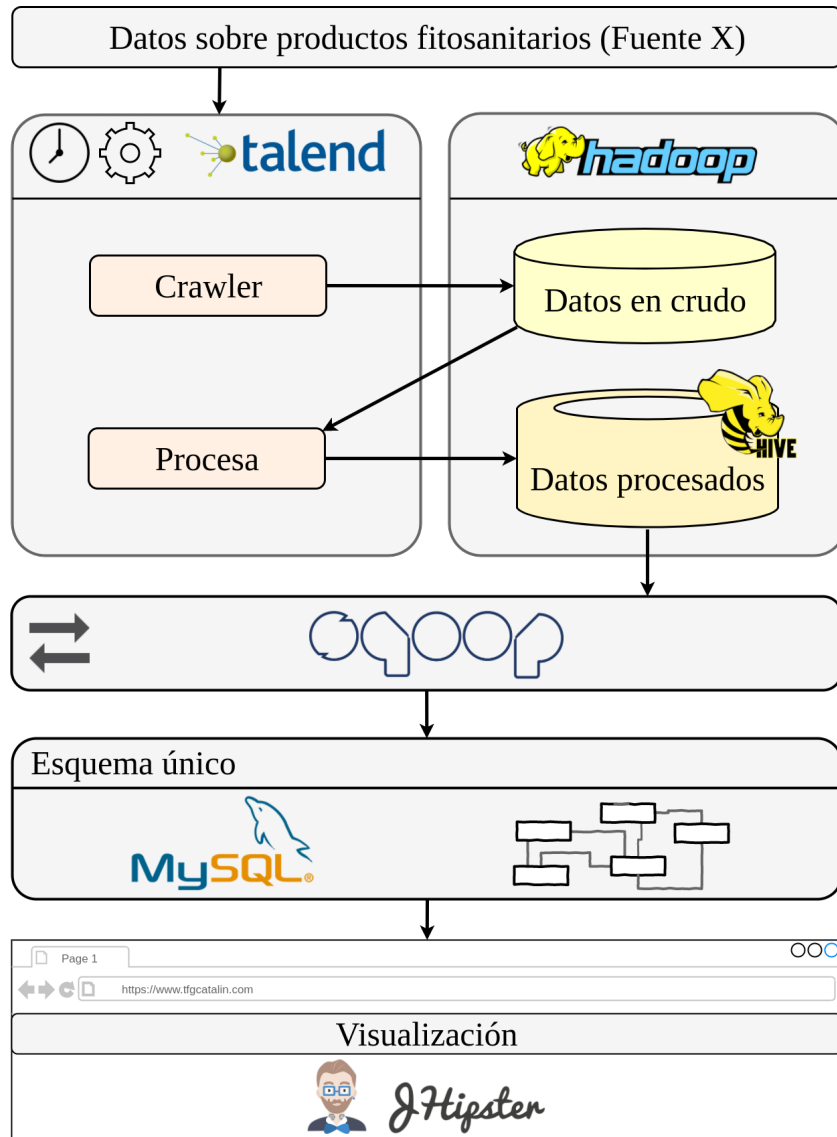 Datos sobre productos fitosanitarios (Fuente X)
talend
hadoop
Crawler
Datos en crudo
Procesa
HIVE
Datos procesados
sqoop
Esquema único
MySQL®
Page 1
https://www.tfgcatalin.com
Visualización
JHipster